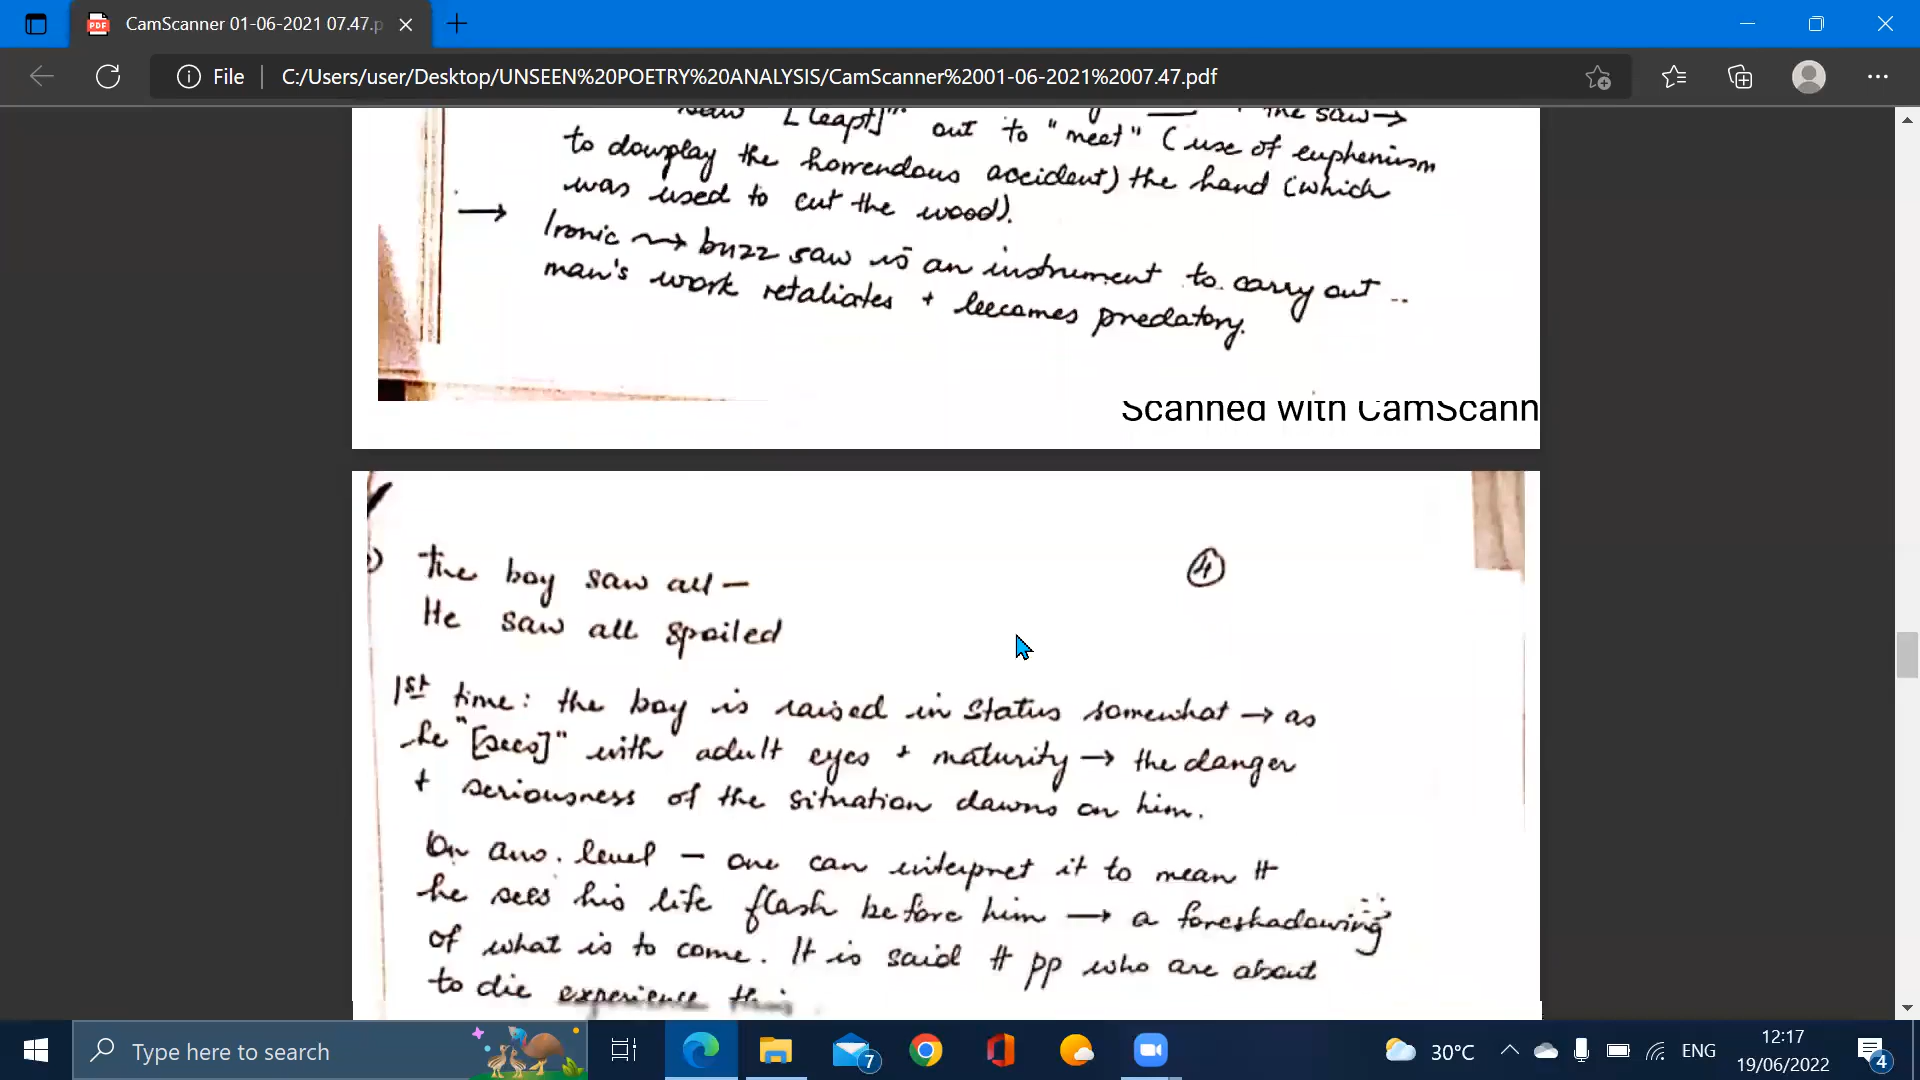 CamScanner 01-06-2021 07.47.p
File
C:/Users/user/Desktop/UNSEEN%20POETRY%20ANALYSIS/CamScanner%2001-06-2021%2007.47.pdf
saw [leapt]" the saw→
out to "meet" (use of euphemism
to dowplay the horrendous accident) the hand (which
was used to cut the wood).
→ Ironic → buzz saw is an instrument to carry out ..
man's work retaliates + becomes predatory.
Scanned with CamScann
The boy saw all — ④
He saw all spoiled
1st time: the boy is raised in status somewhat → as
he "[sees]" with adult eyes + maturity → the danger
+ seriousness of the situation dawns on him.
On ano. level — one can interpret it to mean tt
he sees his life flash before him → a foreshadowing
of what is to come. It is said tt pp who are about
to die experience this
Type here to search
7
30°C
ENG
12:17
19/06/2022
4